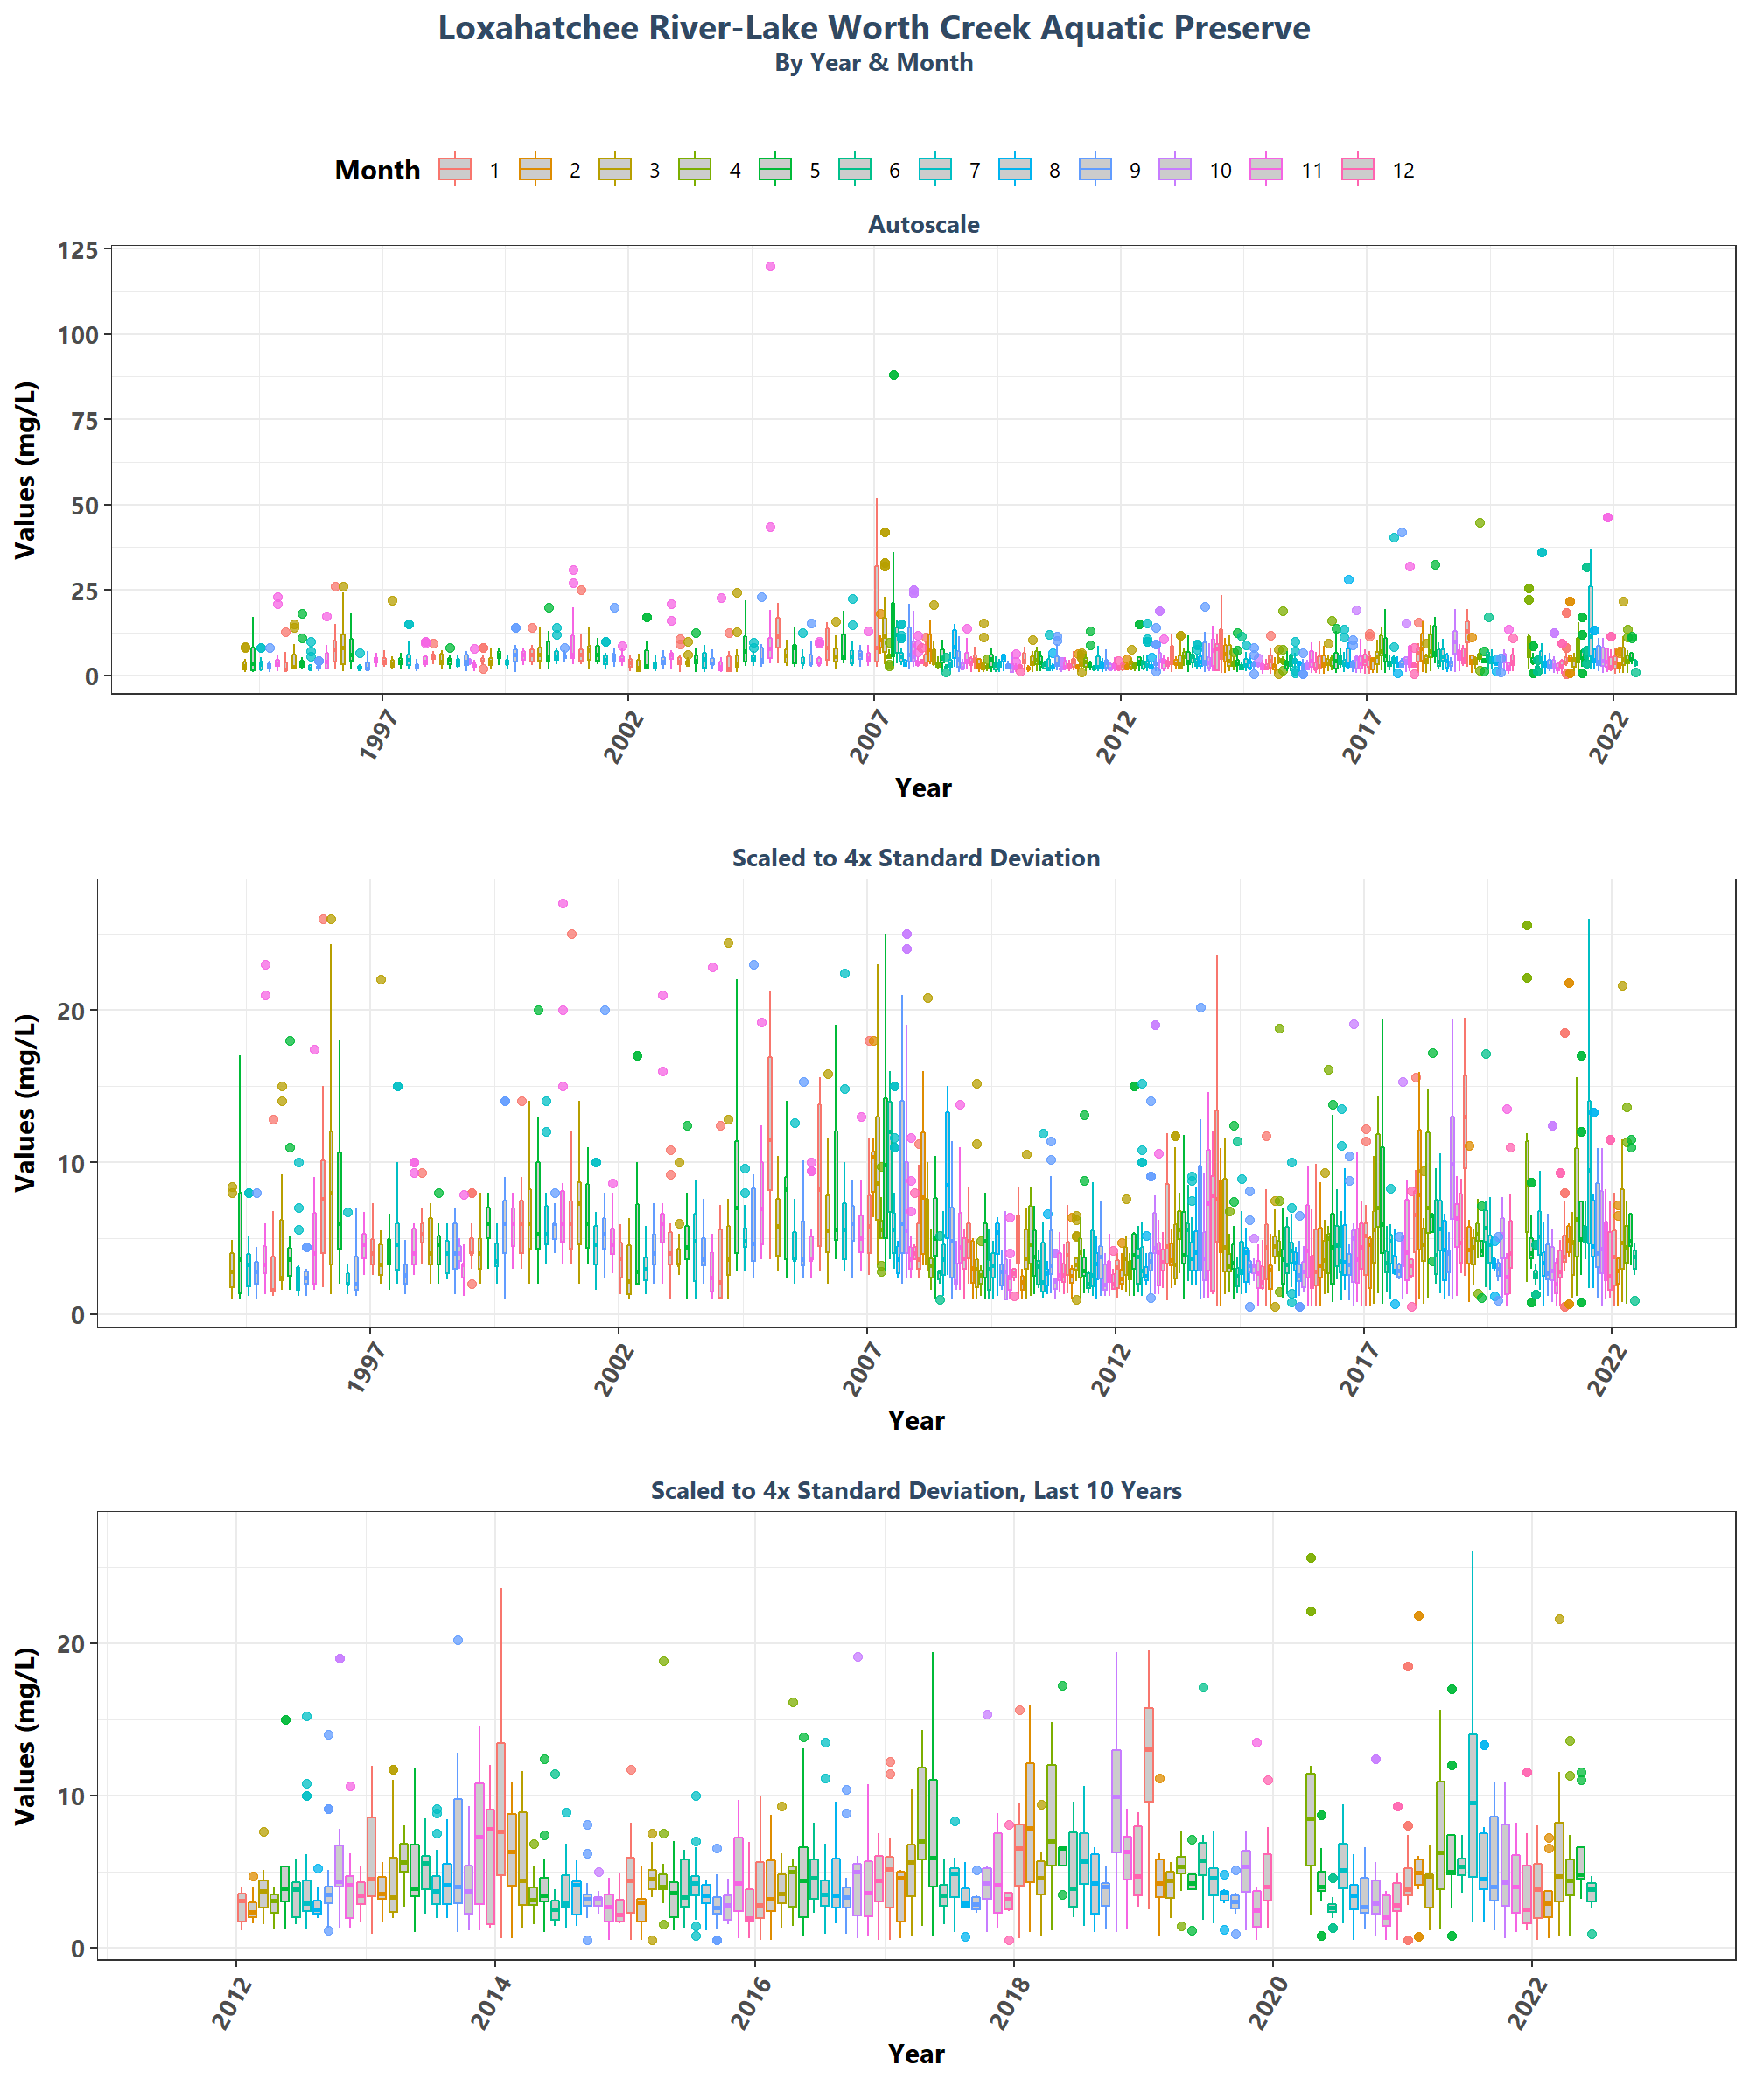 Loxahatchee River-Lake Worth Creek Aquatic Preserve
By Year & Month
Month 1 2 3 4 5 6 7 8 9 10 11 12
Autoscale
125
100
75
50
25
0
Values (mg/L)
1997 2002 2007 2012 2017 2022
Year
Scaled to 4x Standard Deviation
20
10
0
Values (mg/L)
1997 2002 2007 2012 2017 2022
Year
Scaled to 4x Standard Deviation, Last 10 Years
20
10
0
Values (mg/L)
2012 2014 2016 2018 2020 2022
Year